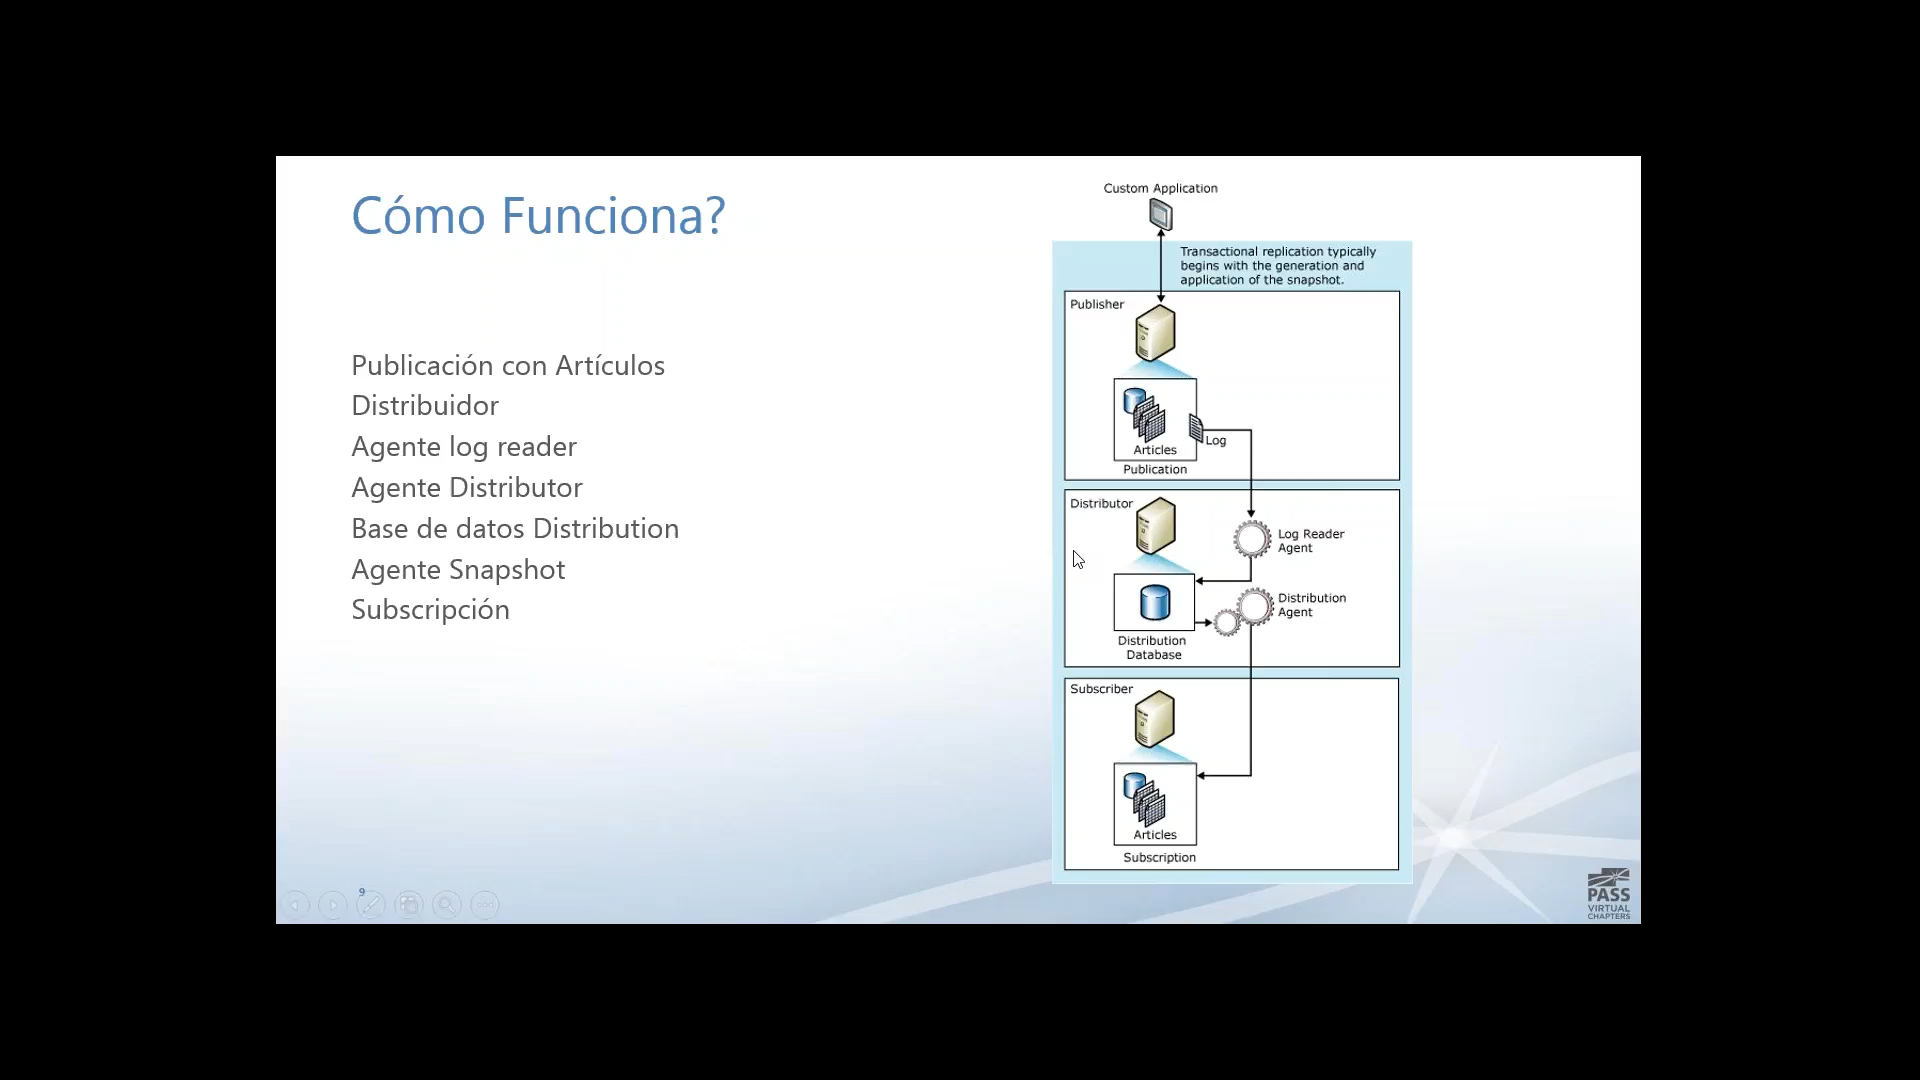 Cómo Funciona?
Publicación con Artículos
Distribuidor
Agente log reader
Agente Distributor
Base de datos Distribution
Agente Snapshot
Subscripción
Custom Application
Transactional replication typically
begins with the generation and
application of the snapshot.
Publisher
Log
Articles
Publication
Distributor
Log Reader
Agent
Distribution
Agent
Distribution
Database
Subscriber
Articles
Subscription
9
PASS
VIRTUAL
CHAPTERS